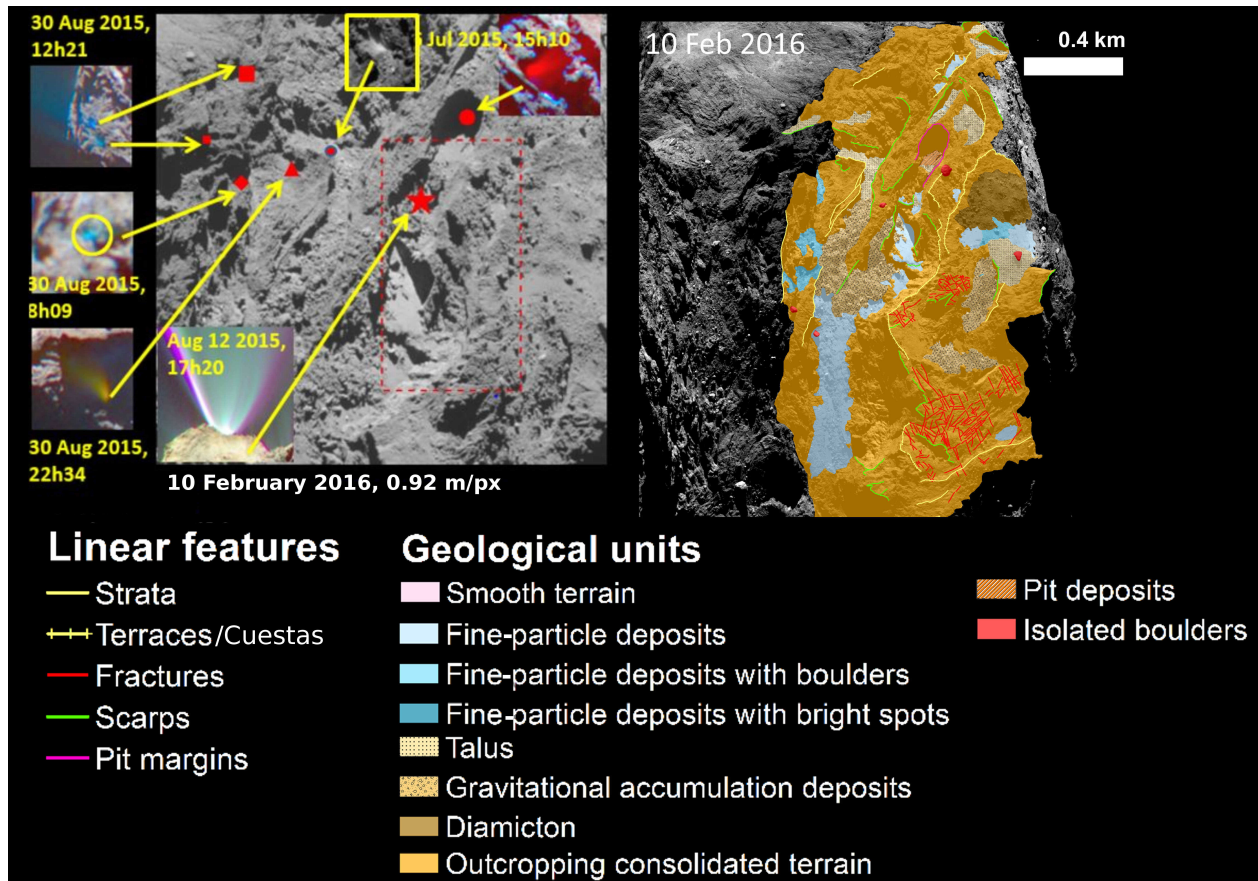 30 Aug 2015,
12h21
Jul 2015, 15h10
30 Aug 2015,
8h09
Aug 12 2015,
17h20
30 Aug 2015,
22h34
10 February 2016, 0.92 m/px
10 Feb 2016
0.4 km
Linear features
Strata
Terraces/Cuestas
Fractures
Scarps
Pit margins
Geological units
Smooth terrain
Fine-particle deposits
Fine-particle deposits with boulders
Fine-particle deposits with bright spots
Talus
Gravitational accumulation deposits
Diamicton
Outcropping consolidated terrain
Pit deposits
Isolated boulders